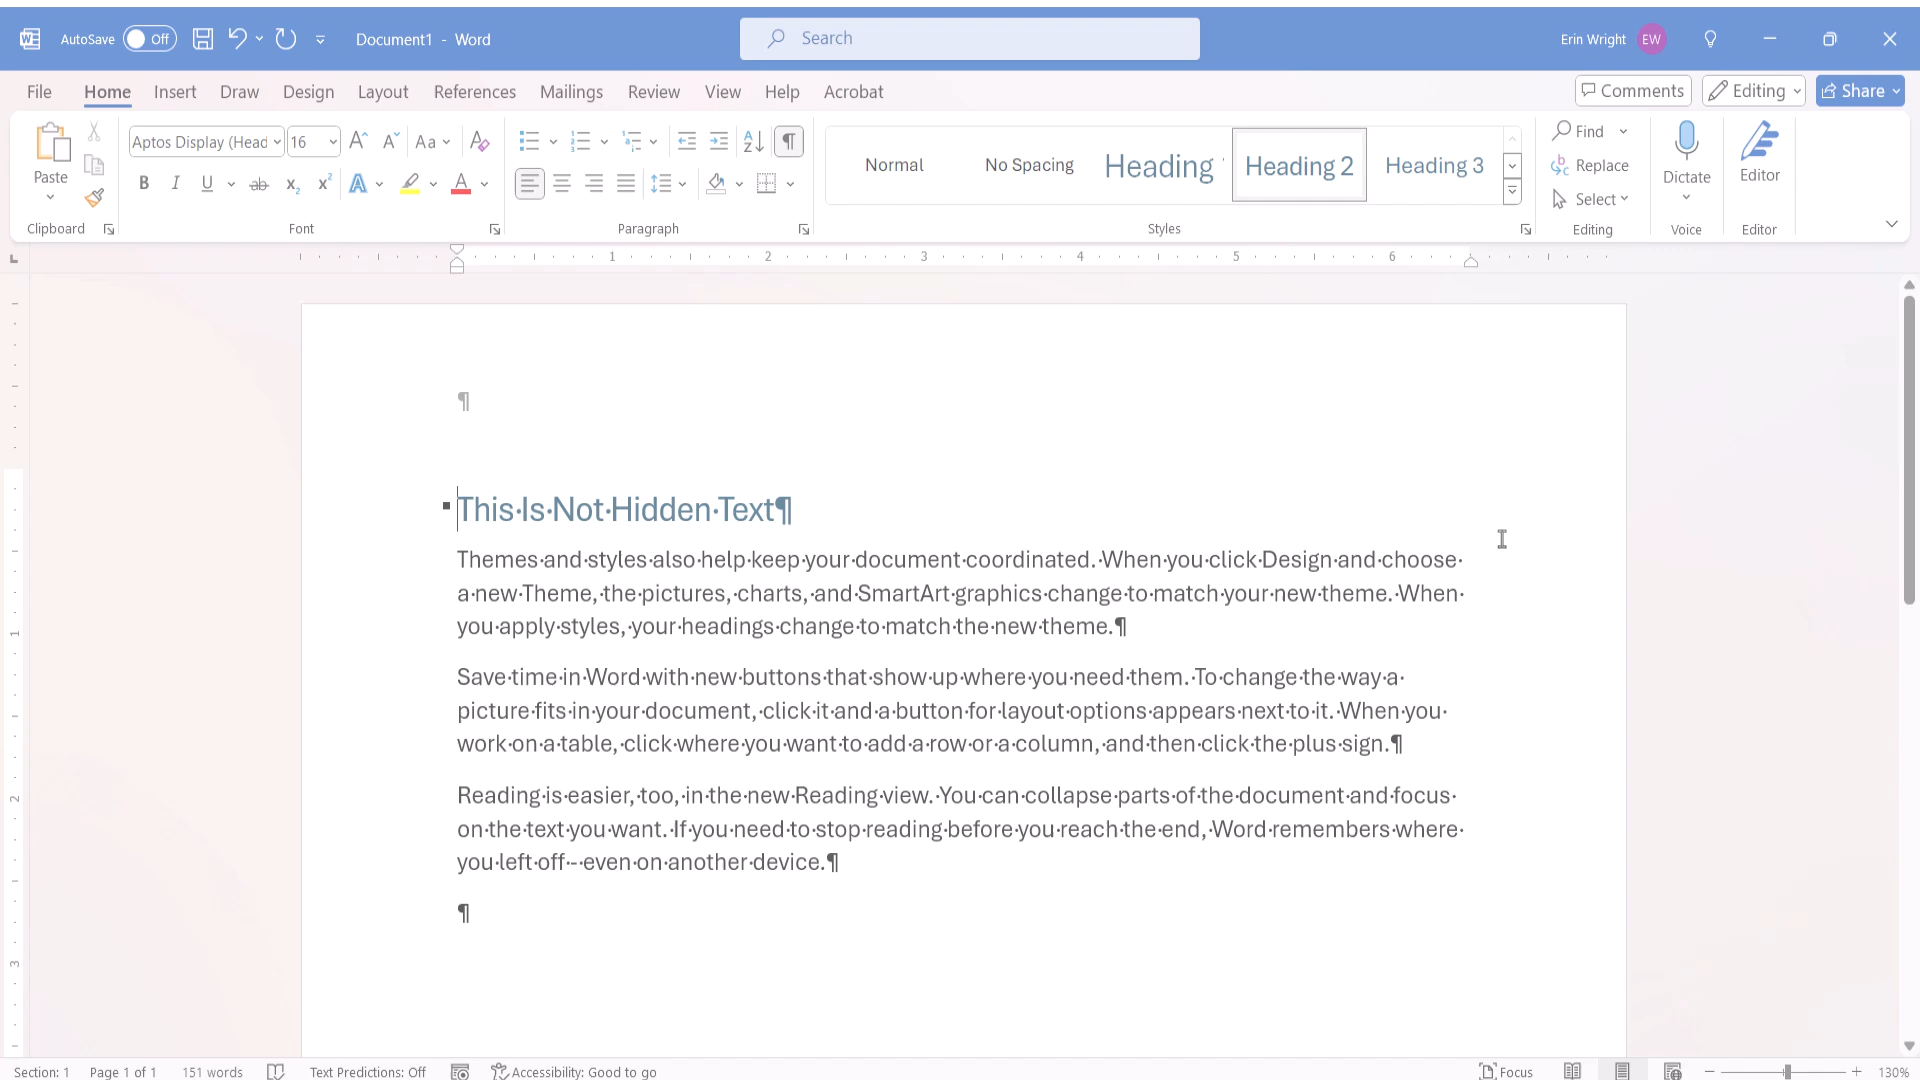 AutoSave Off Document1 - Word Search Erin Wright EW
File Home Insert Draw Design Layout References Mailings Review View Help Acrobat Comments Editing Share
Aptos Display (Head 16 Aa
Paste
Normal No Spacing Heading Heading 2 Heading 3
Find
Replace
Select
Dictate
Editor
Clipboard Font Paragraph Styles Editing Voice Editor
1 2 3 4 5 6
¶
This·Is·Not·Hidden·Text¶
Themes·and·styles·also·help·keep·your·document·coordinated.·When·you·click·Design·and·choose·
a·new·Theme,·the·pictures,·charts,·and·SmartArt·graphics·change·to·match·your·new·theme.·When·
you·apply·styles,·your·headings·change·to·match·the·new·theme.¶
Save·time·in·Word·with·new·buttons·that·show·up·where·you·need·them.·To·change·the·way·a·
picture·fits·in·your·document,·click·it·and·a·button·for·layout·options·appears·next·to·it.·When·you·
work·on·a·table,·click·where·you·want·to·add·a·row·or·a·column,·and·then·click·the·plus·sign.¶
Reading·is·easier,·too,·in·the·new·Reading·view.·You·can·collapse·parts·of·the·document·and·focus·
on·the·text·you·want.·If·you·need·to·stop·reading·before·you·reach·the·end,·Word·remembers·where·
you·left·off·-·even·on·another·device.¶
¶
1
2
3
Section: 1 Page 1 of 1 151 words Text Predictions: Off Accessibility: Good to go Focus 130%